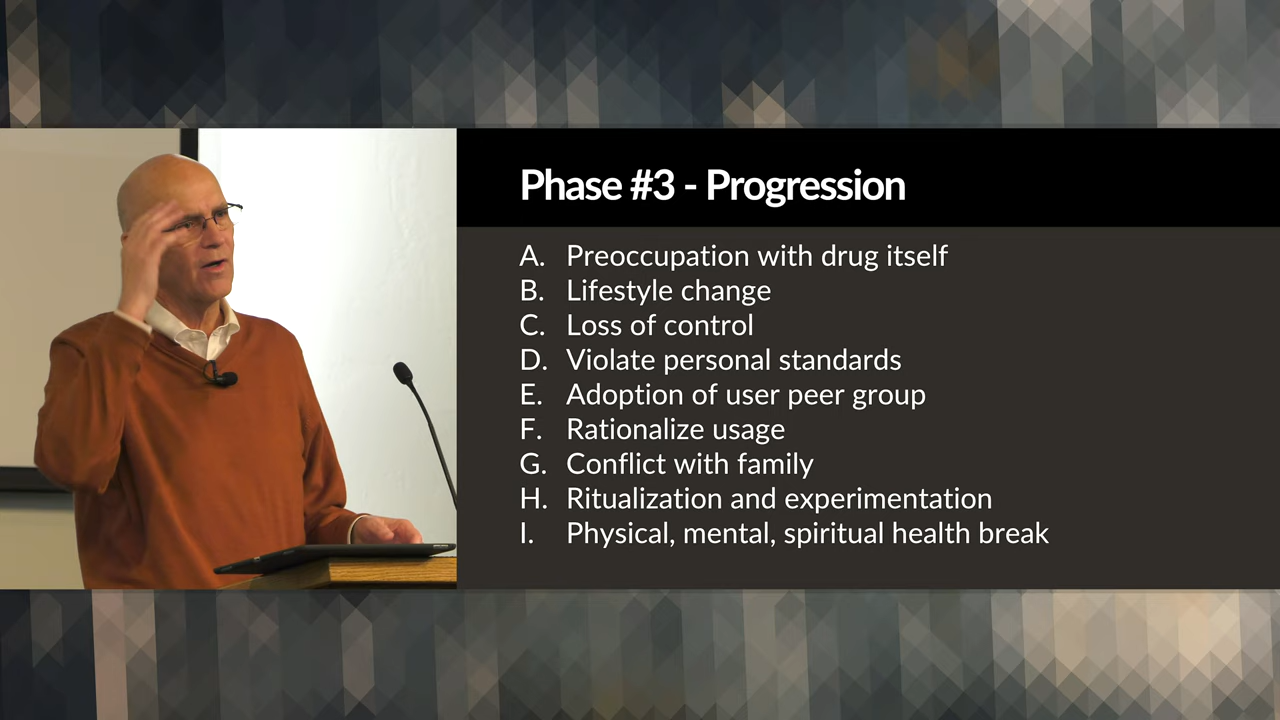 Phase #3 - Progression
A. Preoccupation with drug itself
B. Lifestyle change
C. Loss of control
D. Violate personal standards
E. Adoption of user peer group
F. Rationalize usage
G. Conflict with family
H. Ritualization and experimentation
I. Physical, mental, spiritual health break